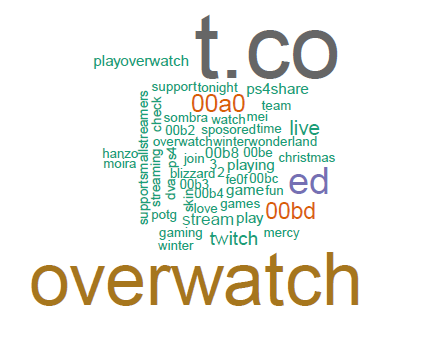 t.co
playoverwatch
support
tonight
ps4share
00a0
team
sombra
watch
mei
supportsmallstreamers
streaming
check
00b2
sposored
time
live
overwatchwinterwonderland
hanzo
moira
dva
ps4
join
3
00b8
00be
christmas
blizzard
2
playing
ed
00b3
fe0f
00bc
skin
00b4
game
fun
love
games
00bd
potg
stream
play
gaming
twitch
mercy
winter
overwatch